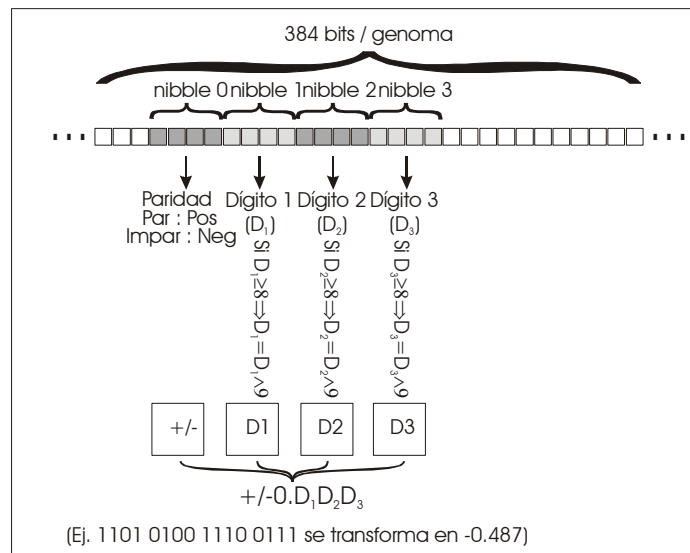 384 bits / genoma
nibble 0 nibble 1 nibble 2 nibble 3
Paridad
Par : Pos
Impar : Neg
Dígito 1
(D₁)
Si D₁≥8⇒D₁=D₁∧9
Dígito 2
(D₂)
Si D₂≥8⇒D₂=D₂∧9
Dígito 3
(D₃)
Si D₃≥8⇒D₃=D₃∧9
+/- D1 D2 D3
+/-0.D₁D₂D₃
(Ej. 1101 0100 1110 0111 se transforma en -0.487)